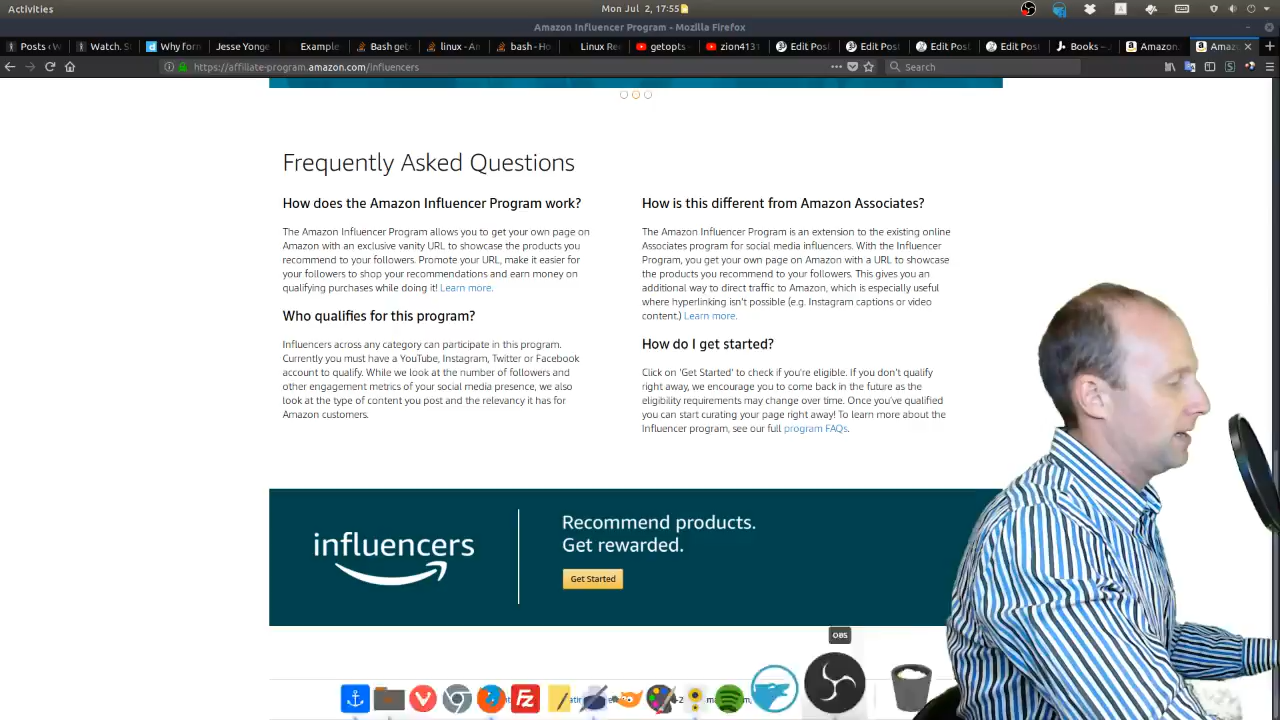 Activities
Mon Jul 2, 17:55
Amazon Influencer Program - Mozilla Firefox
Posts ‹ W
Watch. S
Why forn
Jesse Yonge
Example
Bash get
linux - Ar
bash - Ho
Linux Re
getopts
zion4131
Edit Post
Edit Post
Edit Post
Edit Post
Books –
Amazon
Amaz
https://affiliate-program.amazon.com/influencers
Search
Frequently Asked Questions
How does the Amazon Influencer Program work?
The Amazon Influencer Program allows you to get your own page on
Amazon with an exclusive vanity URL to showcase the products you
recommend to your followers. Promote your URL, make it easier for
your followers to shop your recommendations and earn money on
qualifying purchases while doing it! Learn more.
Who qualifies for this program?
Influencers across any category can participate in this program.
Currently you must have a YouTube, Instagram, Twitter or Facebook
account to qualify. While we look at the number of followers and
other engagement metrics of your social media presence, we also
look at the type of content you post and the relevancy it has for
Amazon customers.
How is this different from Amazon Associates?
The Amazon Influencer Program is an extension to the existing online
Associates program for social media influencers. With the Influencer
Program, you get your own page on Amazon with a URL to showcase
the products you recommend to your followers. This gives you an
additional way to direct traffic to Amazon, which is especially useful
where hyperlinking isn't possible (e.g. Instagram captions or video
content.) Learn more.
How do I get started?
Click on 'Get Started' to check if you're eligible. If you don't qualify
right away, we encourage you to come back in the future as the
eligibility requirements may change over time. Once you've qualified
you can start curating your page right away! To learn more about the
Influencer program, see our full program FAQs.
influencers
Recommend products.
Get rewarded.
Get Started
OBS